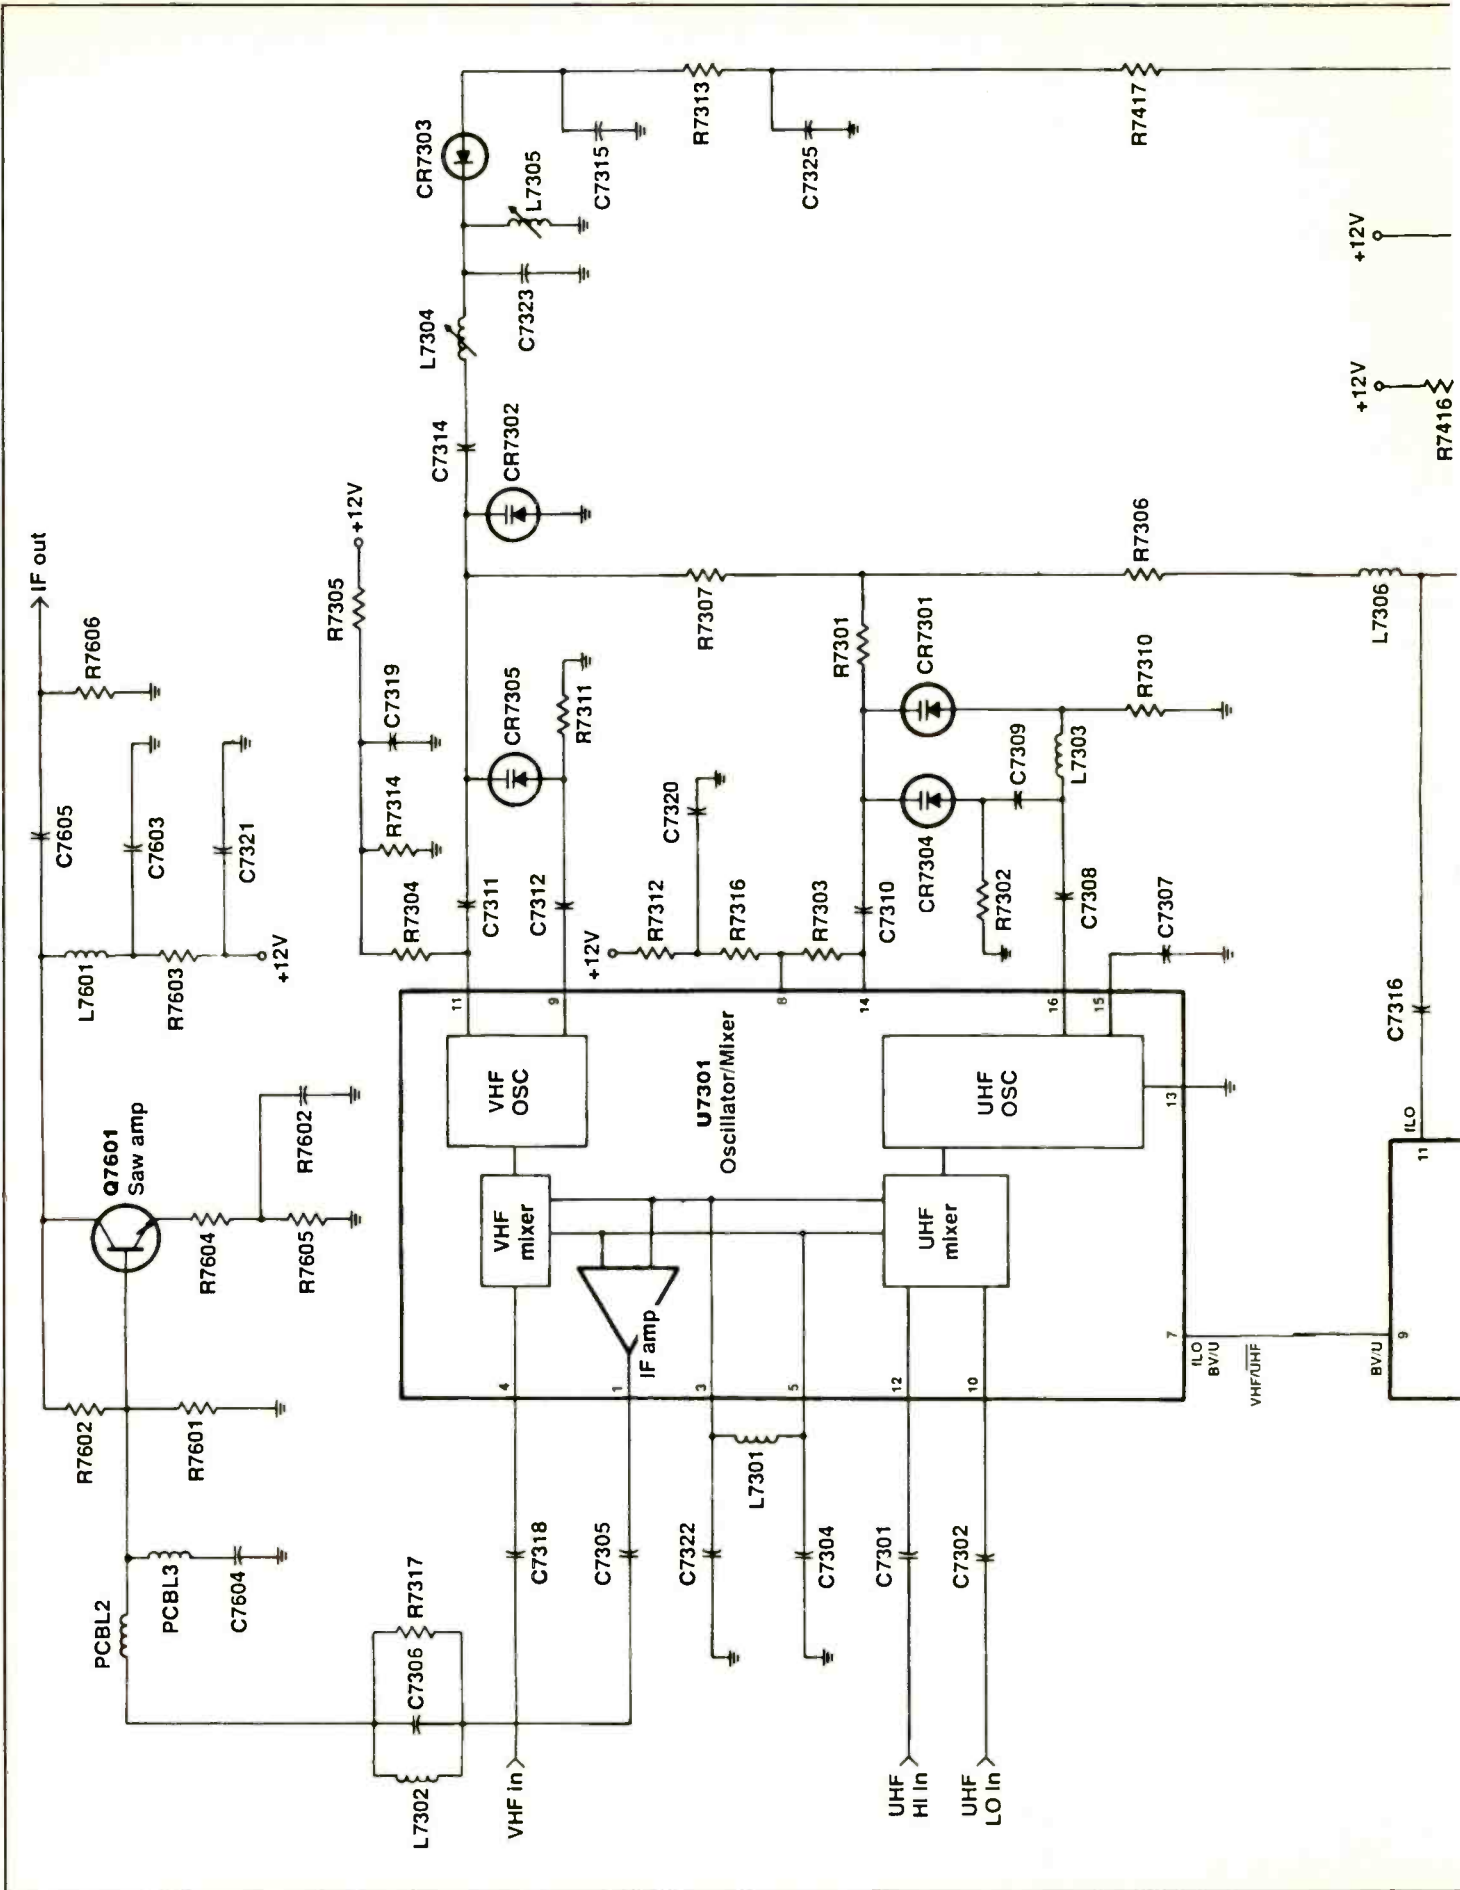 IF out
R7606
C7605
C7603
C7321
L7601
R7603
+12V
Q7601
Saw amp
R7602
R7604
R7605
R7602
R7601
PCBL2
PCBL3
C7604
R7317
C7306
L7302
VHF in
C7318
C7305
C7322
L7301
C7304
C7301
C7302
UHF
HI In
UHF
LO In
R7305
+12V
C7319
R7314
R7304
C7311
C7312
CR7305
R7311
CR7303
L7305
C7315
R7313
C7325
R7417
L7304
C7323
C7314
CR7302
R7307
R7306
L7306
R7301
CR7301
R7310
C7309
L7303
CR7304
R7302
C7308
C7307
C7320
+12V
R7312
R7316
R7303
C7310
11
9
8
14
16
15
13
4
1
3
5
12
10
7
VHF
OSC
VHF
mixer
IF amp
U7301
Oscillator/Mixer
UHF
OSC
UHF
mixer
fLO
BV/U
VHF/UHF
BV/U
9
11
fLO
C7316
+12V
+12V
R7416